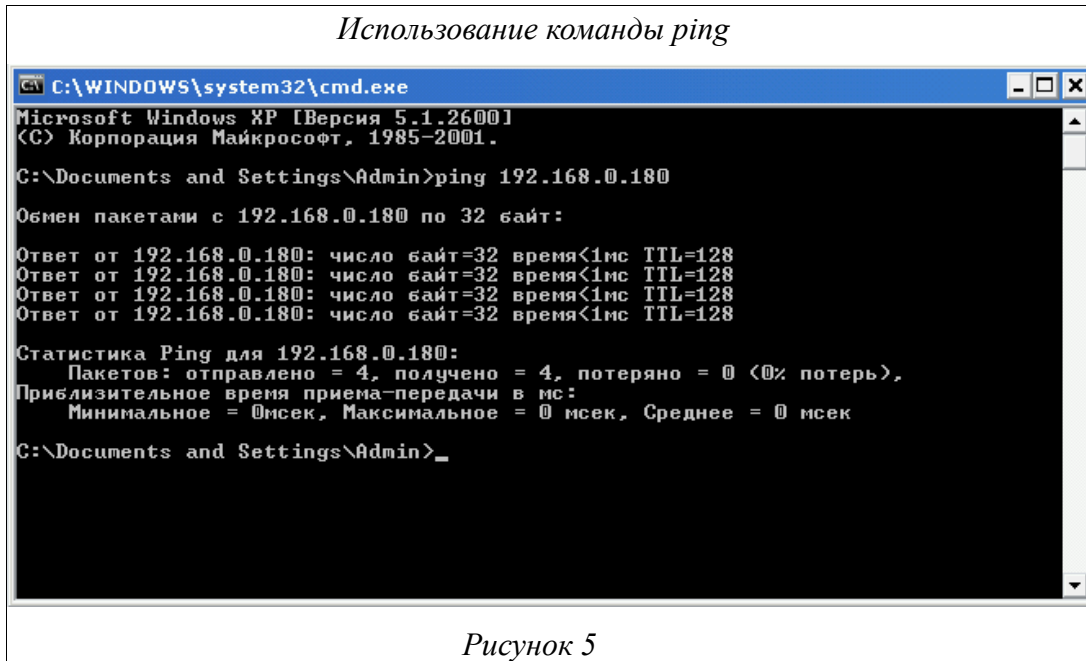 Использование команды ping
C:\WINDOWS\system32\cmd.exe
Microsoft Windows XP [Версия 5.1.2600]
(C) Корпорация Майкрософт, 1985-2001.
C:\Documents and Settings\Admin>ping 192.168.0.180
Обмен пакетами с 192.168.0.180 по 32 байт:
Ответ от 192.168.0.180: число байт=32 время<1мс TTL=128
Ответ от 192.168.0.180: число байт=32 время<1мс TTL=128
Ответ от 192.168.0.180: число байт=32 время<1мс TTL=128
Ответ от 192.168.0.180: число байт=32 время<1мс TTL=128
Статистика Ping для 192.168.0.180:
Пакетов: отправлено = 4, получено = 4, потеряно = 0 (0% потерь),
Приблизительное время приема-передачи в мс:
Минимальное = 0мсек, Максимальное = 0 мсек, Среднее = 0 мсек
C:\Documents and Settings\Admin>_
Рисунок 5